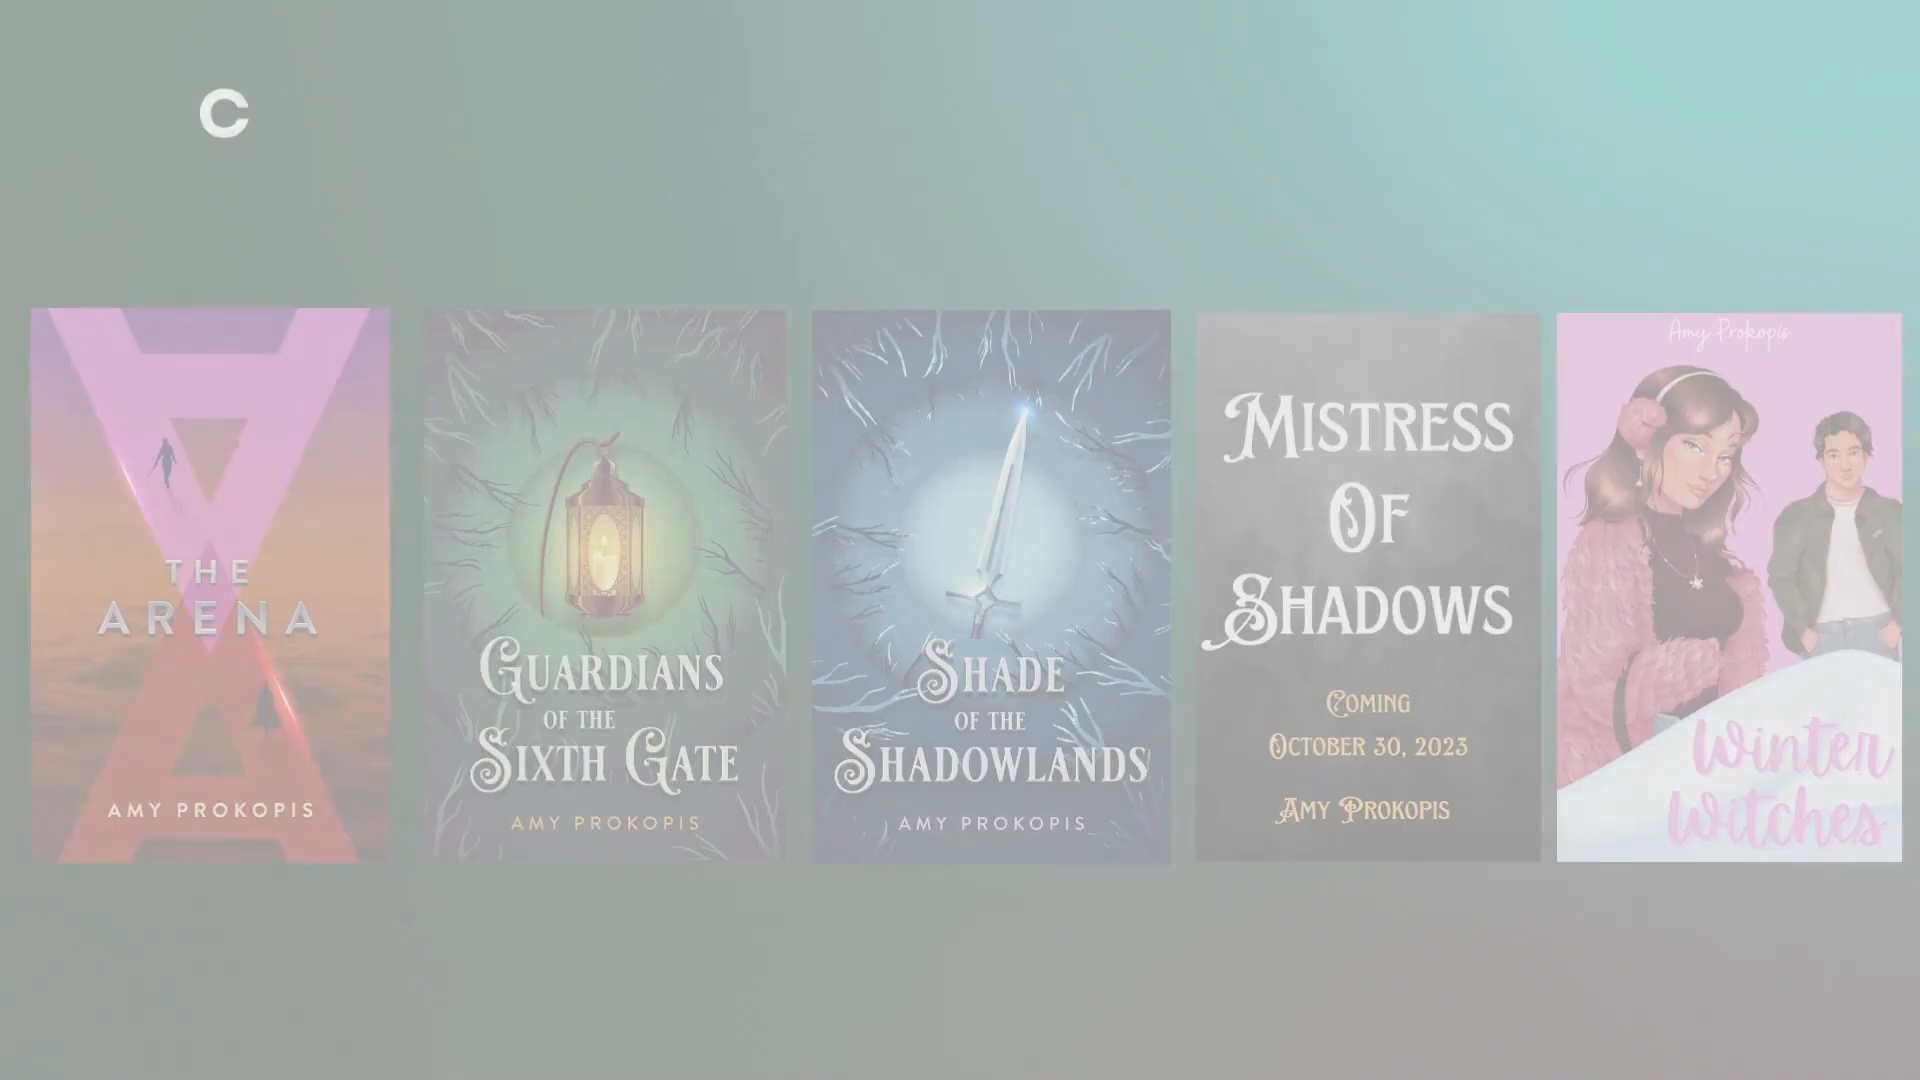 C
THE
ARENA
AMY PROKOPIS
GUARDIANS
OF THE
SIXTH GATE
AMY PROKOPIS
SHADE
OF THE
SHADOWLANDS
AMY PROKOPIS
MISTRESS
OF
SHADOWS
COMING
OCTOBER 30, 2023
AMY PROKOPIS
Amy Prokopis
Winter
Witches